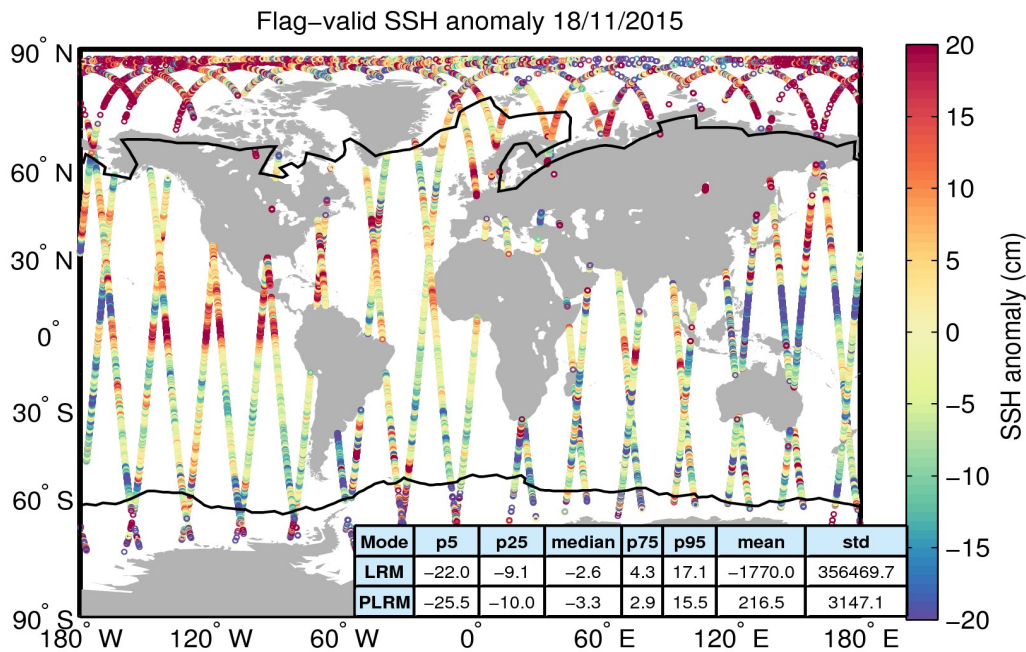 Flag−valid SSH anomaly 18/11/2015
90° N
60° N
30° N
0°
30° S
60° S
90° S
180° W
120° W
60° W
0°
60° E
120° E
180° E
Mode p5 p25 median p75 p95 mean std
LRM −22.0 −9.1 −2.6 4.3 17.1 −1770.0 356469.7
PLRM −25.5 −10.0 −3.3 2.9 15.5 216.5 3147.1
20
15
10
5
0
−5
−10
−15
−20
SSH anomaly (cm)